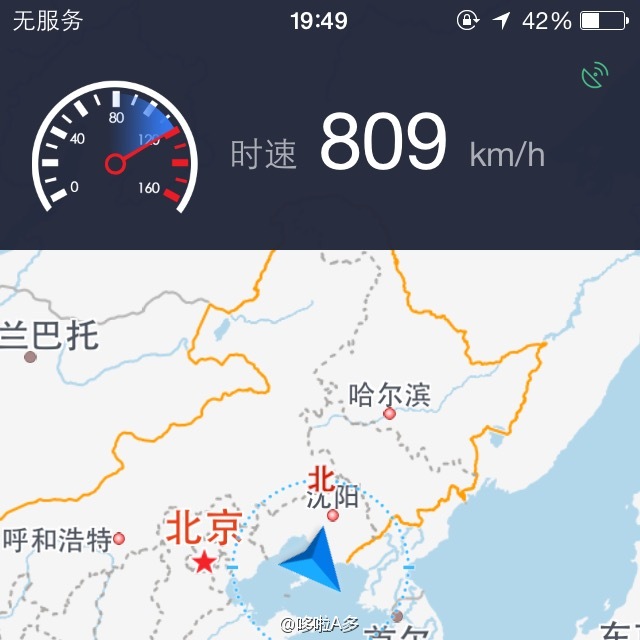 无服务 19:49 42%
80
40 120
时速 809 km/h
0 160
兰巴托
哈尔滨
北
沈阳
北京
呼和浩特
首尔
@哆啦A多
东